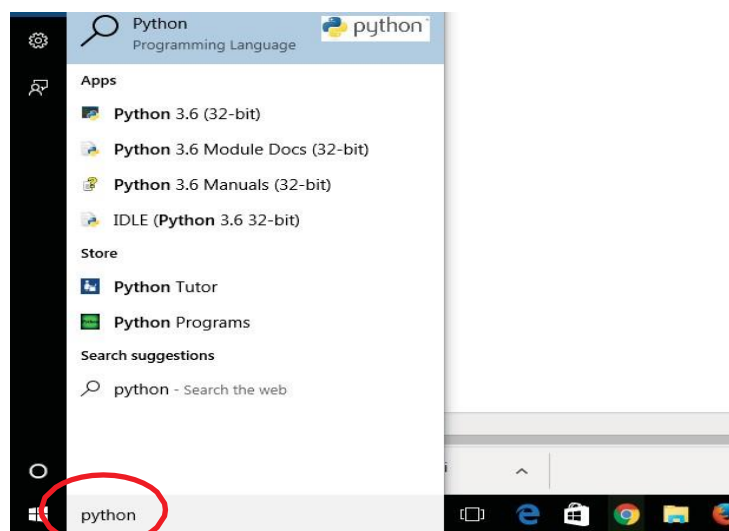 Python
Programming Language
python
Apps
Python 3.6 (32-bit)
Python 3.6 Module Docs (32-bit)
Python 3.6 Manuals (32-bit)
IDLE (Python 3.6 32-bit)
Store
Python Tutor
Python Programs
Search suggestions
python - Search the web
python